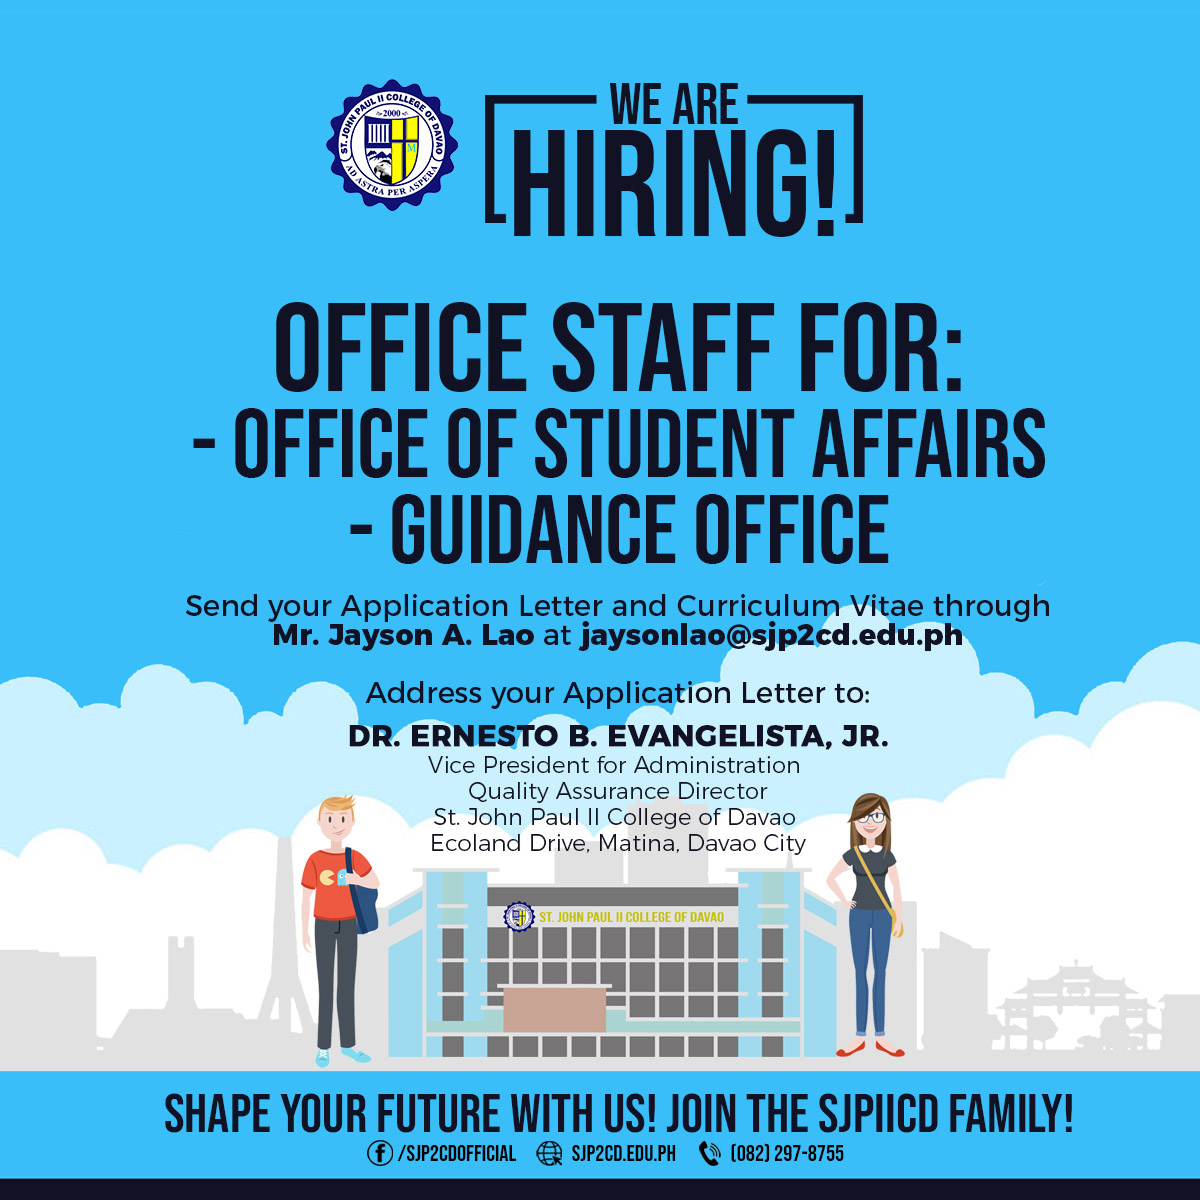 ST. JOHN PAUL II COLLEGE OF DAVAO
2000
M
AD ASTRA PER ASPERA
WE ARE
HIRING!
OFFICE STAFF FOR:
- OFFICE OF STUDENT AFFAIRS
- GUIDANCE OFFICE
Send your Application Letter and Curriculum Vitae through
Mr. Jayson A. Lao at jaysonlao@sjp2cd.edu.ph
Address your Application Letter to:
DR. ERNESTO B. EVANGELISTA, JR.
Vice President for Administration
Quality Assurance Director
St. John Paul II College of Davao
Ecoland Drive, Matina, Davao City
ST. JOHN PAUL II COLLEGE OF DAVAO
SHAPE YOUR FUTURE WITH US! JOIN THE SJPIICD FAMILY!
/SJP2CDOFFICIAL SJP2CD.EDU.PH (082) 297-8755